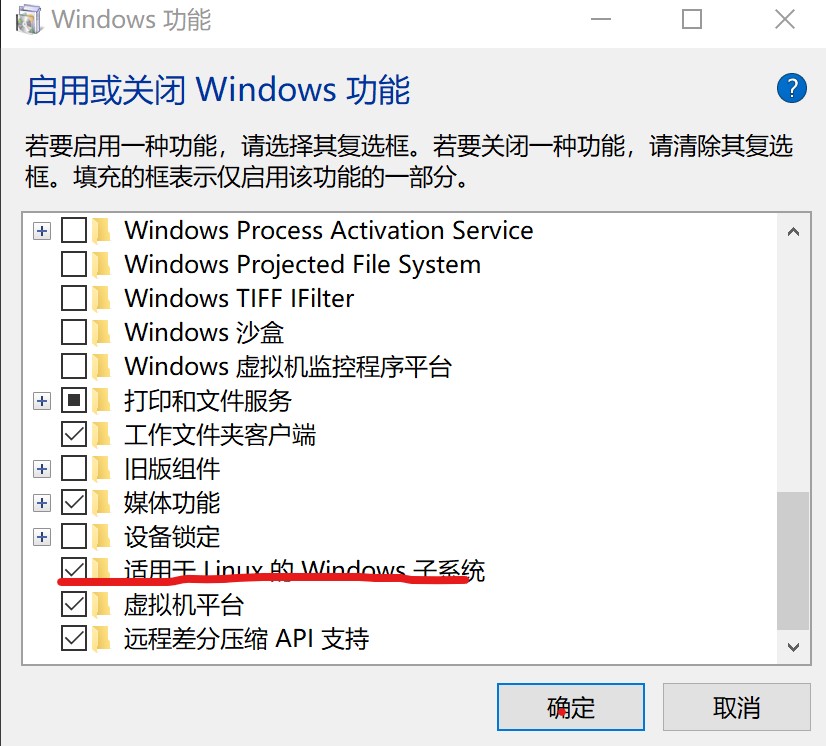 Windows 功能
启用或关闭 Windows 功能
?
若要启用一种功能，请选择其复选框。若要关闭一种功能，请清除其复选
框。填充的框表示仅启用该功能的一部分。
Windows Process Activation Service
Windows Projected File System
Windows TIFF IFilter
Windows 沙盒
Windows 虚拟机监控程序平台
打印和文件服务
工作文件夹客户端
旧版组件
媒体功能
设备锁定
适用于 Linux 的 Windows 子系统
虚拟机平台
远程差分压缩 API 支持
确定
取消